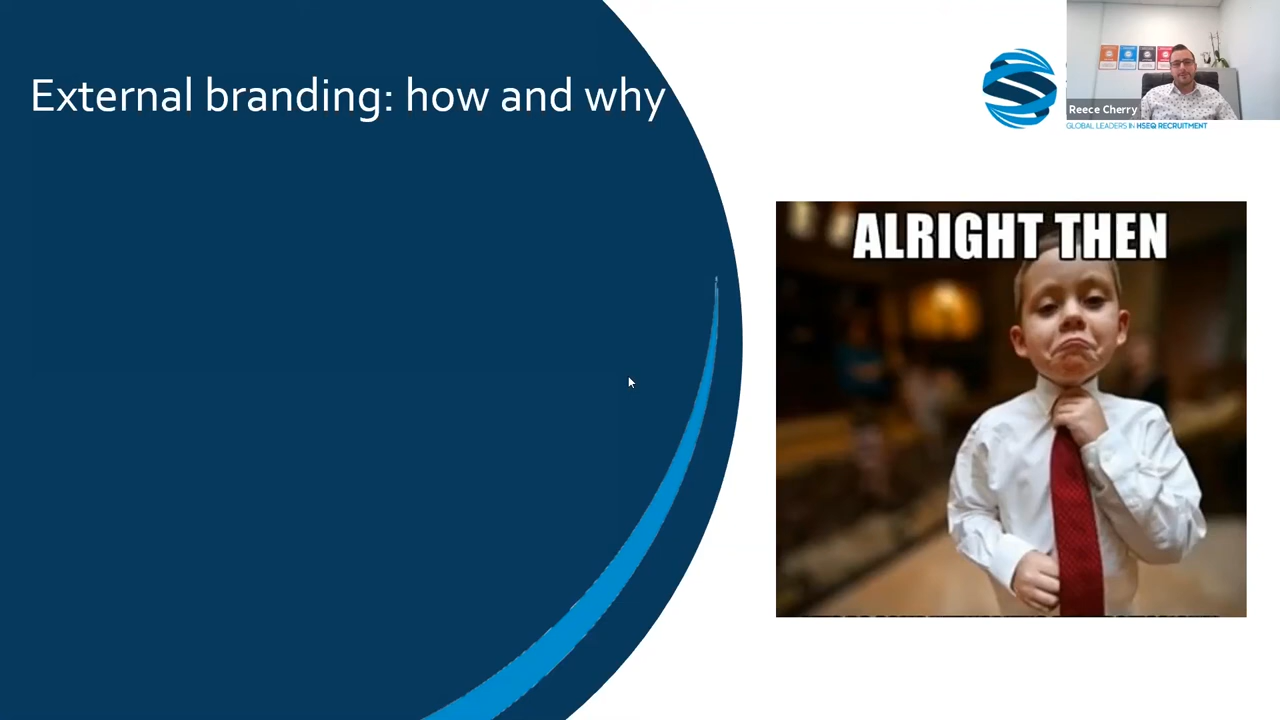 External branding: how and why
Reece Cherry
GLOBAL LEADERS IN HSEQ RECRUITMENT
ALRIGHT THEN